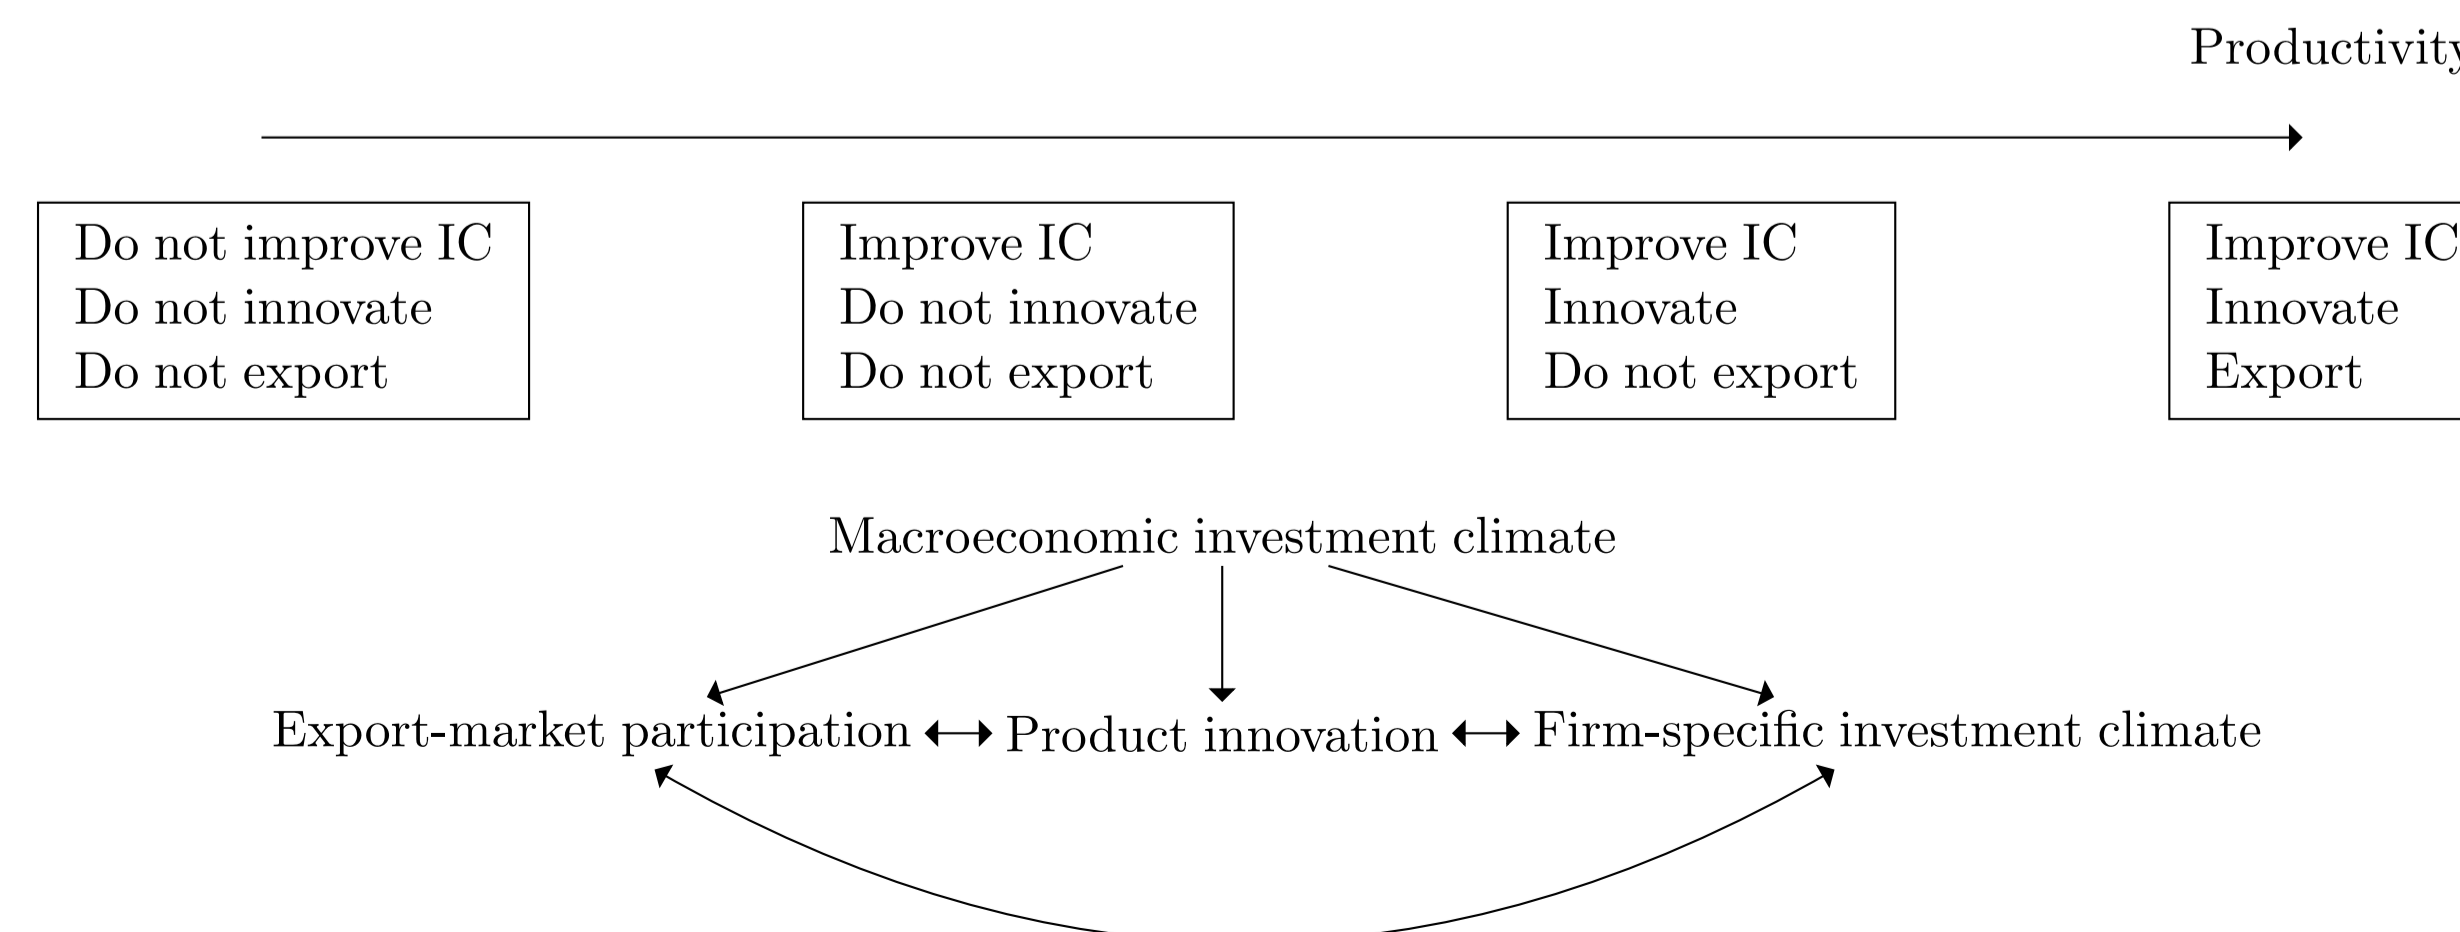 Productivity
Do not improve IC
Do not innovate
Do not export
Improve IC
Do not innovate
Do not export
Improve IC
Innovate
Do not export
Improve IC
Innovate
Export
Macroeconomic investment climate
Export-market participation
Product innovation
Firm-specific investment climate